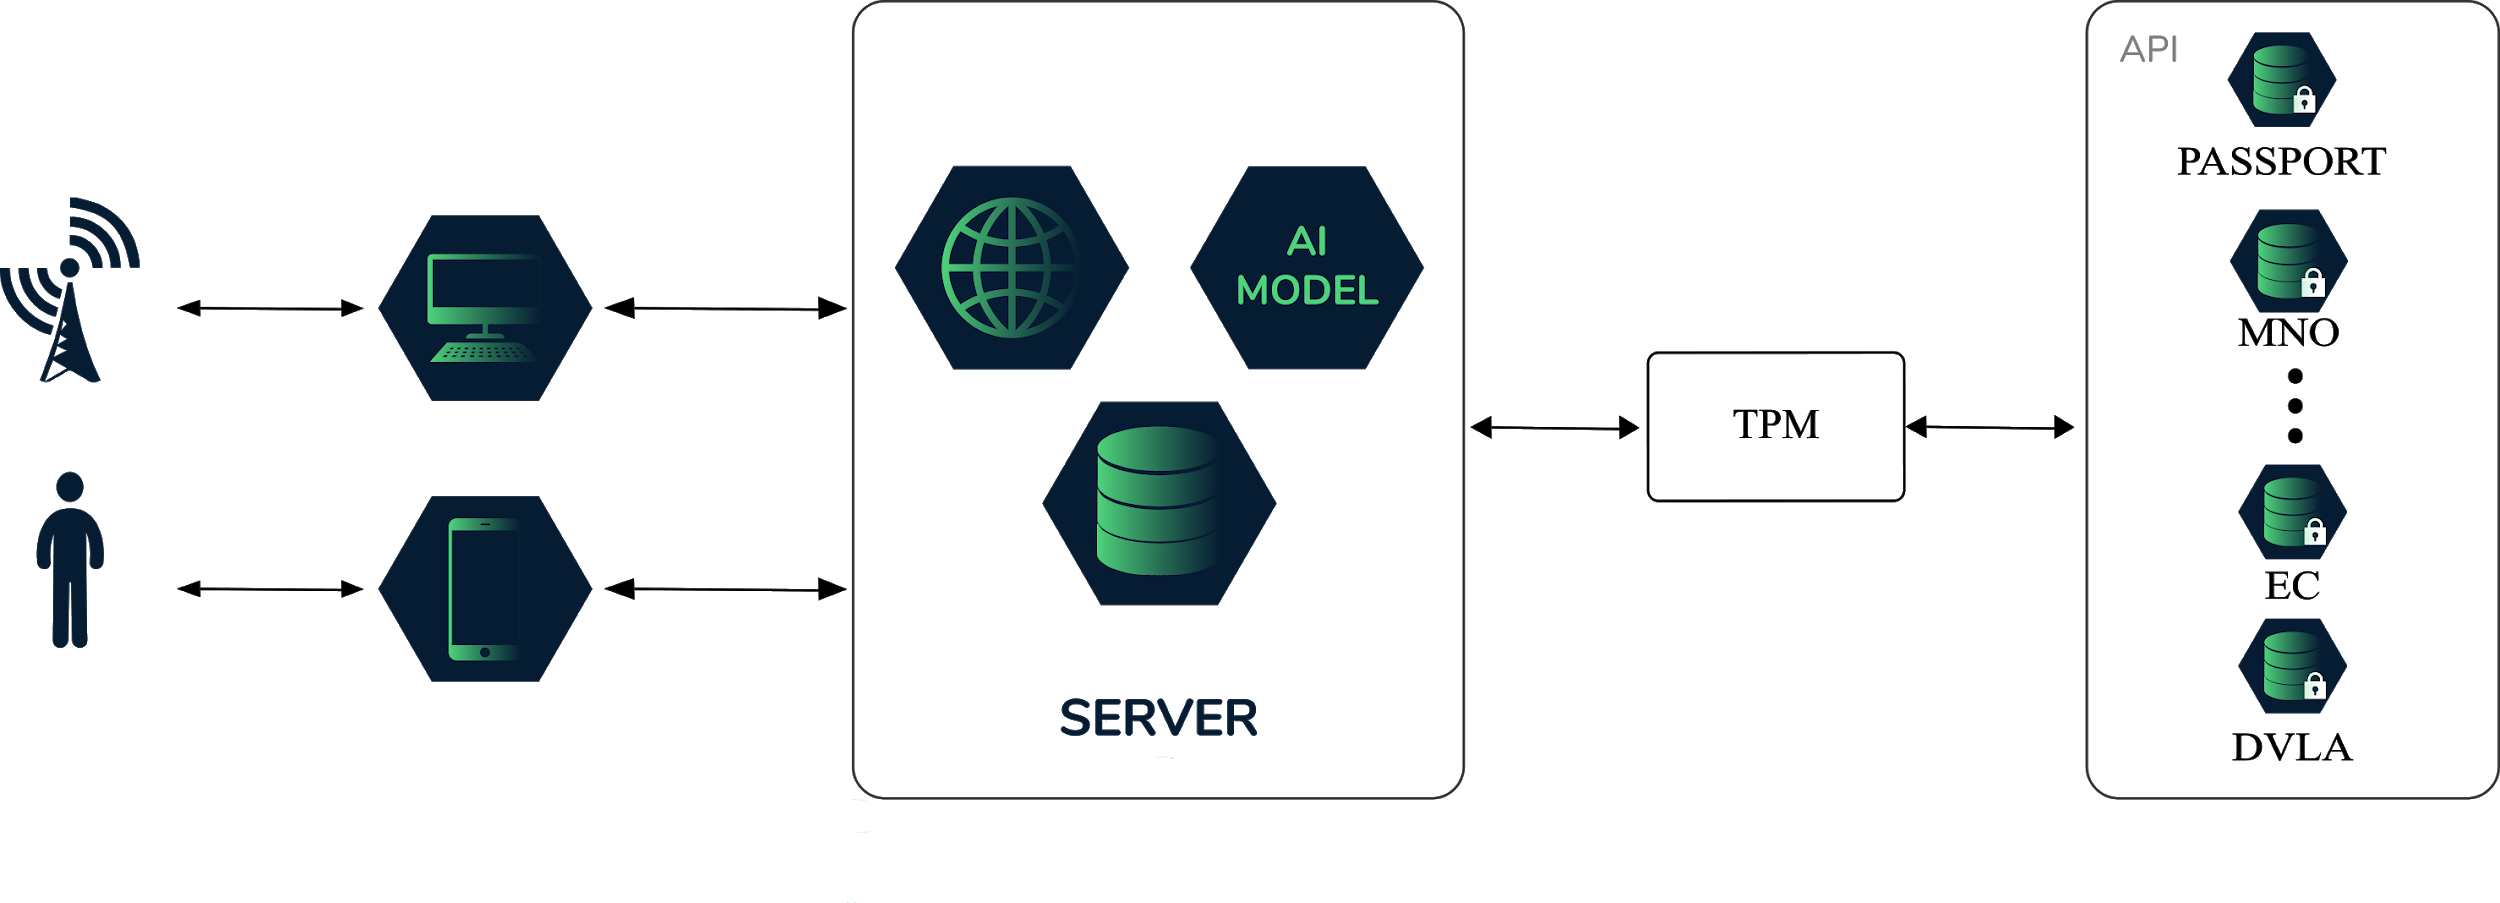 API
PASSPORT
MNO
AI
MODEL
TPM
EC
SERVER
DVLA